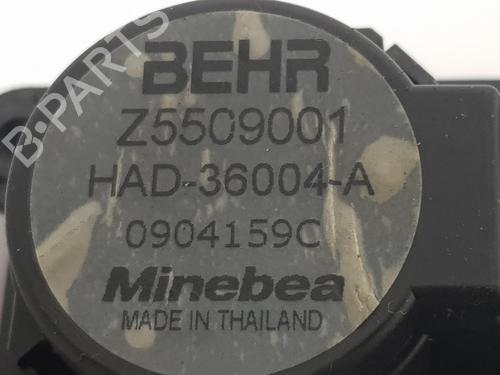 BEHR
Z5509001
HAD-36004-A
0904159C
Minebea
MADE IN THAILAND
B-PARTS